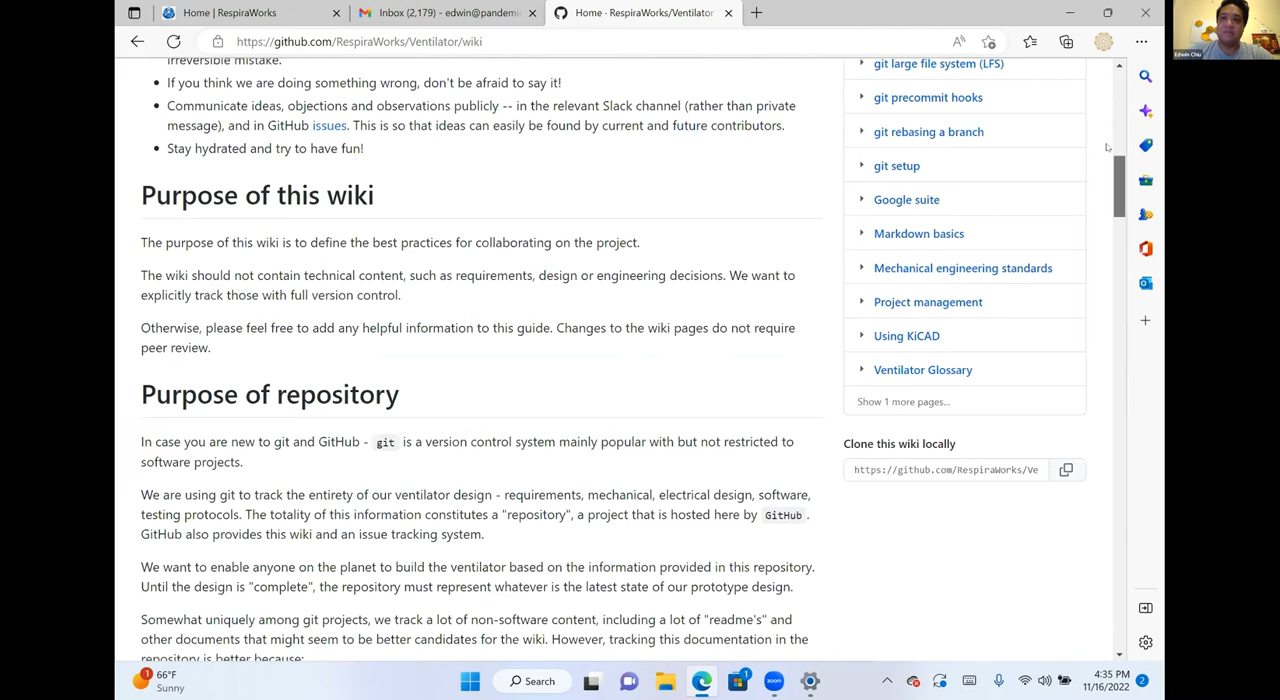 Home | RespiraWorks
Inbox (2,179) - edwin@pandemi
Home · RespiraWorks/Ventilator
https://github.com/RespiraWorks/Ventilator/wiki
Edwin Chiu
irreversible mistake.
If you think we are doing something wrong, don't be afraid to say it!
Communicate ideas, objections and observations publicly -- in the relevant Slack channel (rather than private
message), and in GitHub issues. This is so that ideas can easily be found by current and future contributors.
Stay hydrated and try to have fun!
Purpose of this wiki
The purpose of this wiki is to define the best practices for collaborating on the project.
The wiki should not contain technical content, such as requirements, design or engineering decisions. We want to
explicitly track those with full version control.
Otherwise, please feel free to add any helpful information to this guide. Changes to the wiki pages do not require
peer review.
Purpose of repository
In case you are new to git and GitHub - git is a version control system mainly popular with but not restricted to
software projects.
We are using git to track the entirety of our ventilator design - requirements, mechanical, electrical design, software,
testing protocols. The totality of this information constitutes a "repository", a project that is hosted here by GitHub.
GitHub also provides this wiki and an issue tracking system.
We want to enable anyone on the planet to build the ventilator based on the information provided in this repository.
Until the design is "complete", the repository must represent whatever is the latest state of our prototype design.
Somewhat uniquely among git projects, we track a lot of non-software content, including a lot of "readme's" and
other documents that might seem to be better candidates for the wiki. However, tracking this documentation in the
repository is better because:
git large file system (LFS)
git precommit hooks
git rebasing a branch
git setup
Google suite
Markdown basics
Mechanical engineering standards
Project management
Using KiCAD
Ventilator Glossary
Show 1 more pages...
Clone this wiki locally
https://github.com/RespiraWorks/Ve
1
66°F
Sunny
Search
1
zoom
4:35 PM
11/16/2022
2